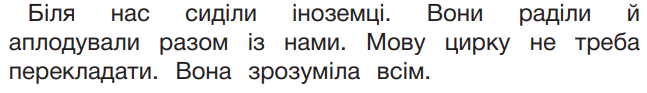 Біля нас сиділи іноземці. Вони раділи й
аплодували разом із нами. Мову цирку не треба
перекладати. Вона зрозуміла всім.